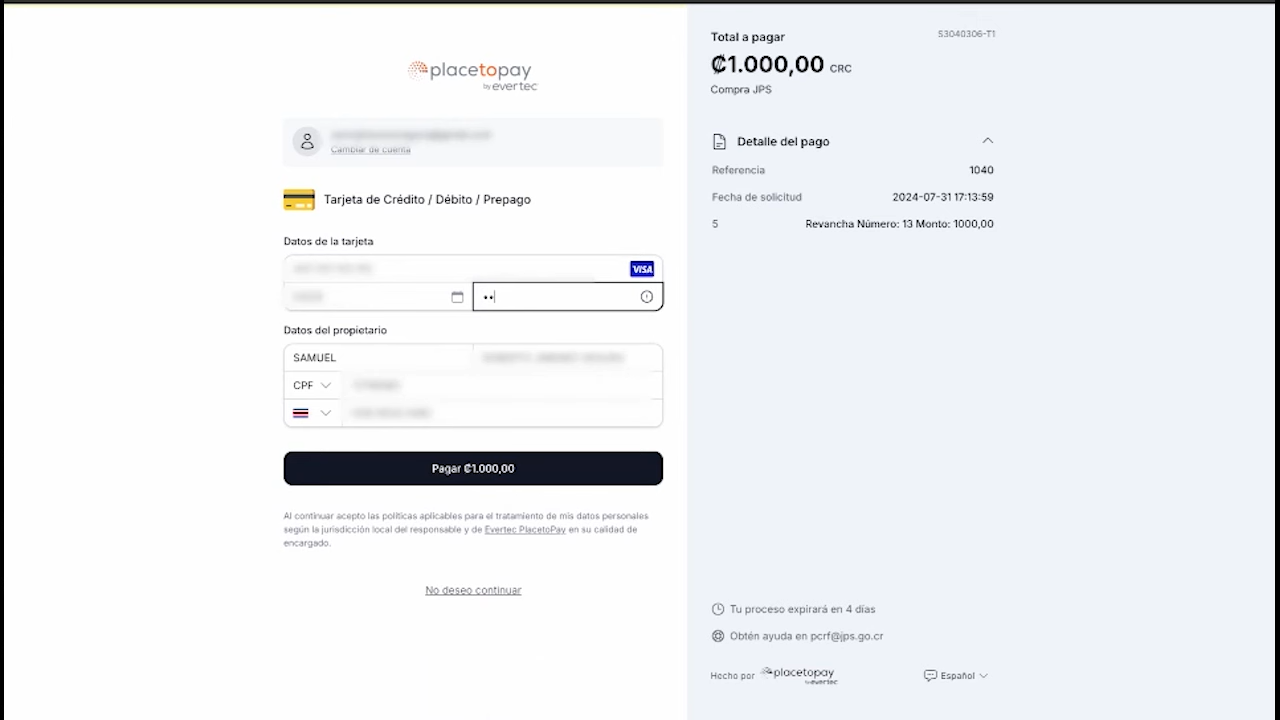 placetopay
by evertec
Cambiar de cuenta
Tarjeta de Crédito / Débito / Prepago
Datos de la tarjeta
VISA
Datos del propietario
SAMUEL
CPF
Pagar ₡1.000,00
Al continuar acepto las políticas aplicables para el tratamiento de mis datos personales
según la jurisdicción local del responsable y de Evertec PlacetoPay en su calidad de
encargado.
No deseo continuar
Total a pagar
S3040306-T1
₡1.000,00 CRC
Compra JPS
Detalle del pago
Referencia 1040
Fecha de solicitud 2024-07-31 17:13:59
5 Revancha Número: 13 Monto: 1000,00
Tu proceso expirará en 4 días
Obtén ayuda en pcrf@jps.go.cr
Hecho por placetopay
by evertec
Español